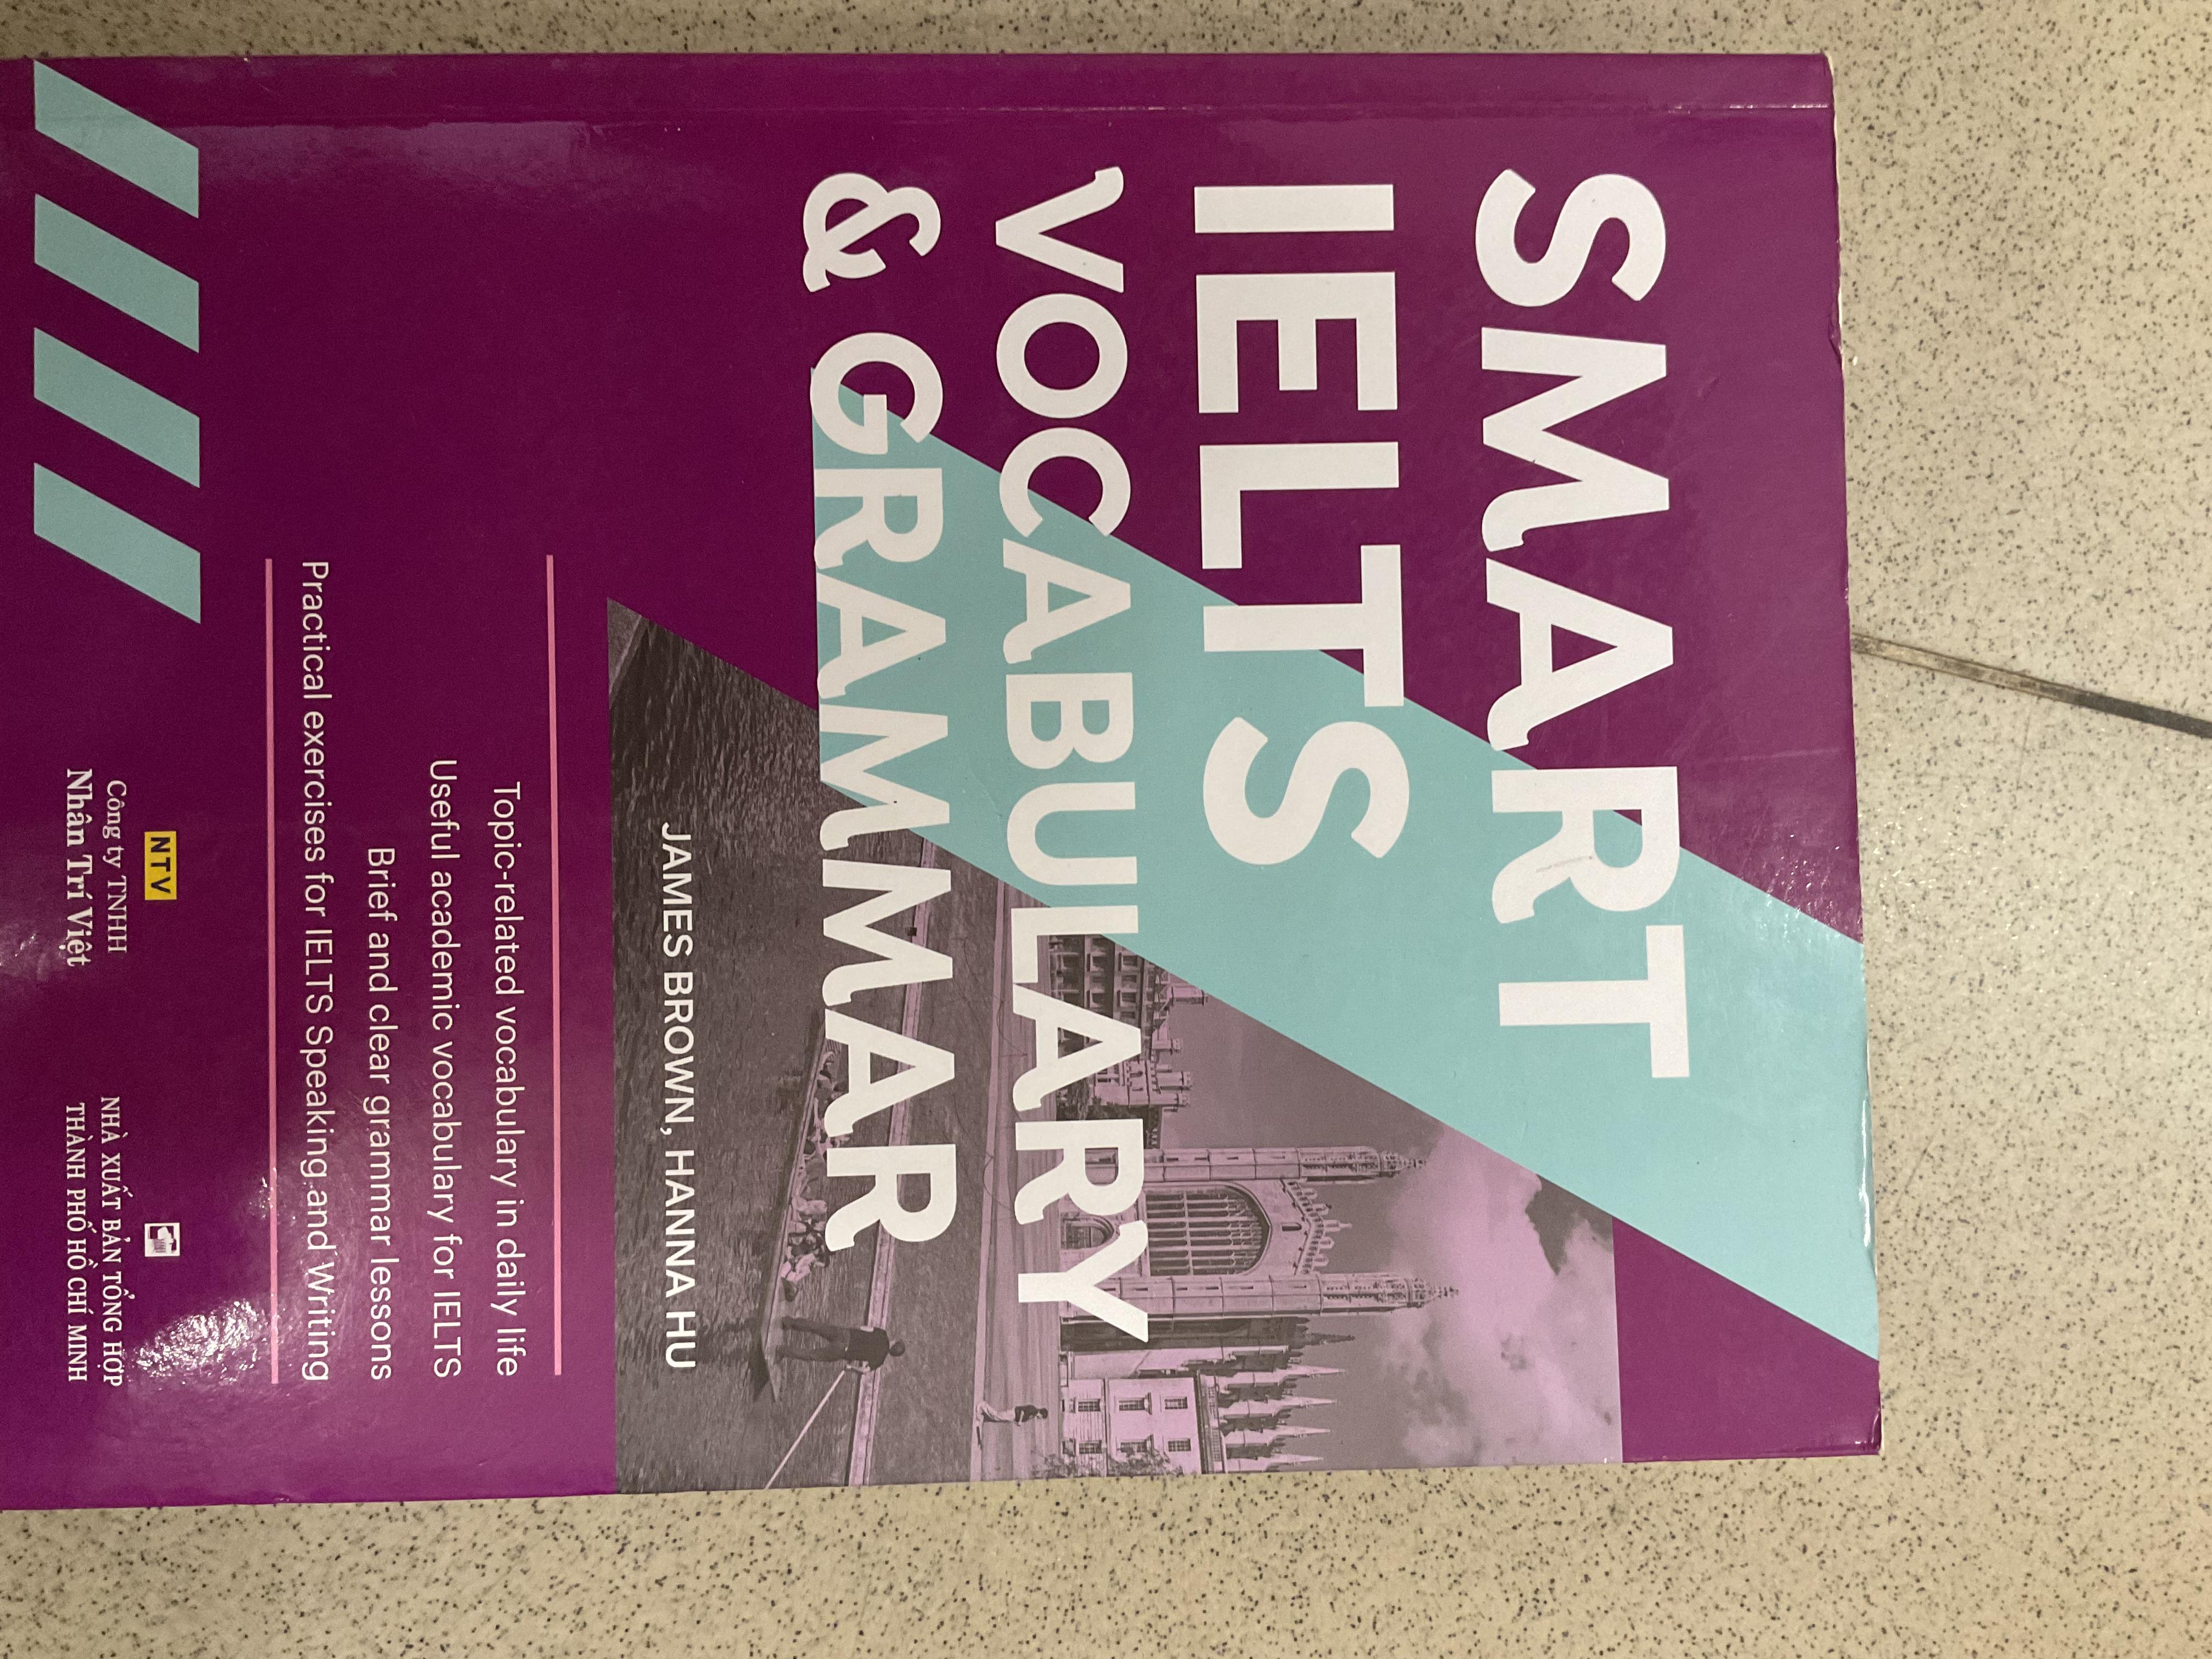 SMART
IELTS
VOCABULARY
& GRAMMAR
JAMES BROWN, HANNA HU
Topic-related vocabulary in daily life
Useful academic vocabulary for IELTS
Brief and clear grammar lessons
Practical exercises for IELTS Speaking and Writing
NTV
Công ty TNHH
Nhân Trí Việt
NHÀ XUẤT BẢN TỔNG HỢP
THÀNH PHỐ HỒ CHÍ MINH